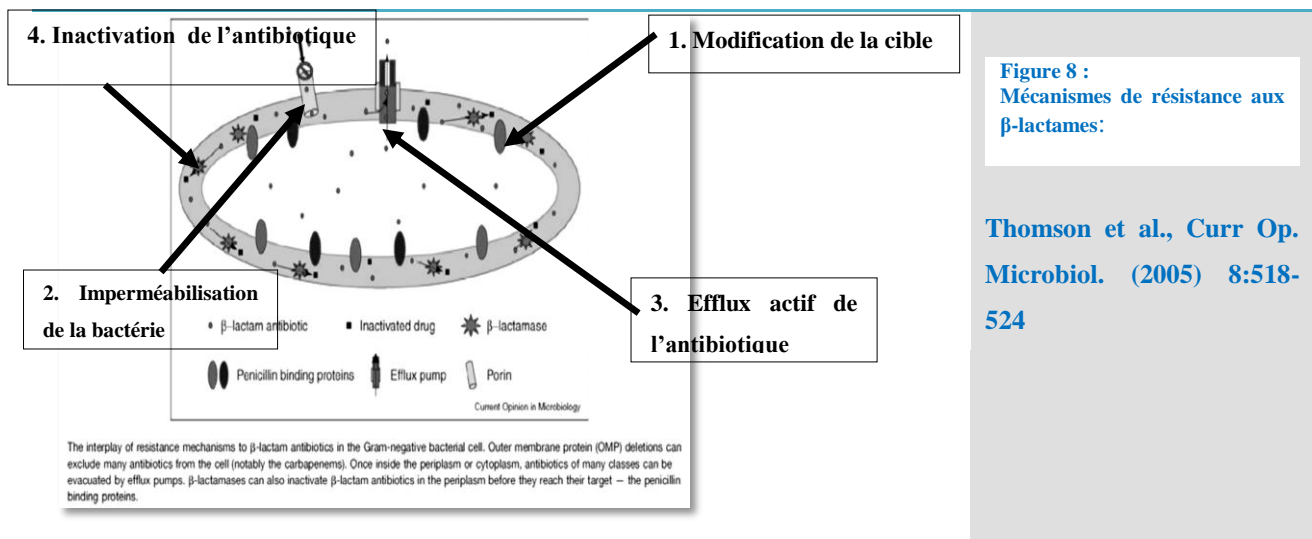 4. Inactivation de l'antibiotique
1. Modification de la cible
2. Imperméabilisation
de la bactérie
3. Efflux actif de
l'antibiotique
β–lactam antibiotic
Inactivated drug
β–lactamase
Penicillin binding proteins
Efflux pump
Porin
Current Opinion in Microbiology
The interplay of resistance mechanisms to β-lactam antibiotics in the Gram-negative bacterial cell. Outer membrane protein (OMP) deletions can
exclude many antibiotics from the cell (notably the carbapenems). Once inside the periplasm or cytoplasm, antibiotics of many classes can be
evacuated by efflux pumps. β-lactamases can also inactivate β-lactam antibiotics in the periplasm before they reach their target — the penicillin
binding proteins.
Figure 8 :
Mécanismes de résistance aux
β-lactames:
Thomson et al., Curr Op.
Microbiol. (2005) 8:518-
524